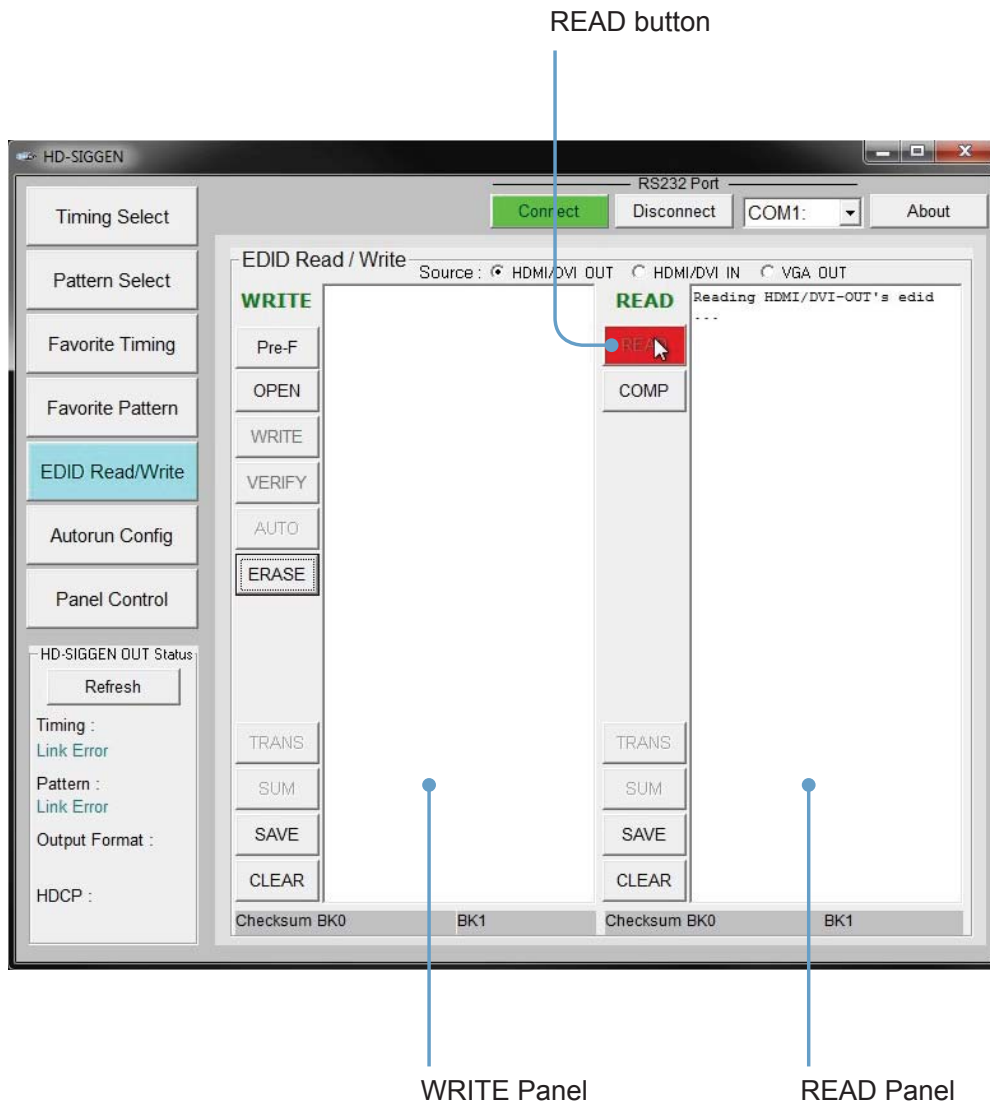 READ button
HD-SIGGEN
RS232 Port
Connect Disconnect COM1: About
Timing Select
Pattern Select
Favorite Timing
Favorite Pattern
EDID Read/Write
Autorun Config
Panel Control
HD-SIGGEN OUT Status
Refresh
Timing :
Link Error
Pattern :
Link Error
Output Format :
HDCP :
EDID Read / Write
Source : HDMI/DVI OUT HDMI/DVI IN VGA OUT
WRITE
Pre-F
OPEN
WRITE
VERIFY
AUTO
ERASE
TRANS
SUM
SAVE
CLEAR
Checksum BK0 BK1
READ
READ
COMP
TRANS
SUM
SAVE
CLEAR
Reading HDMI/DVI-OUT's edid
...
Checksum BK0 BK1
WRITE Panel
READ Panel